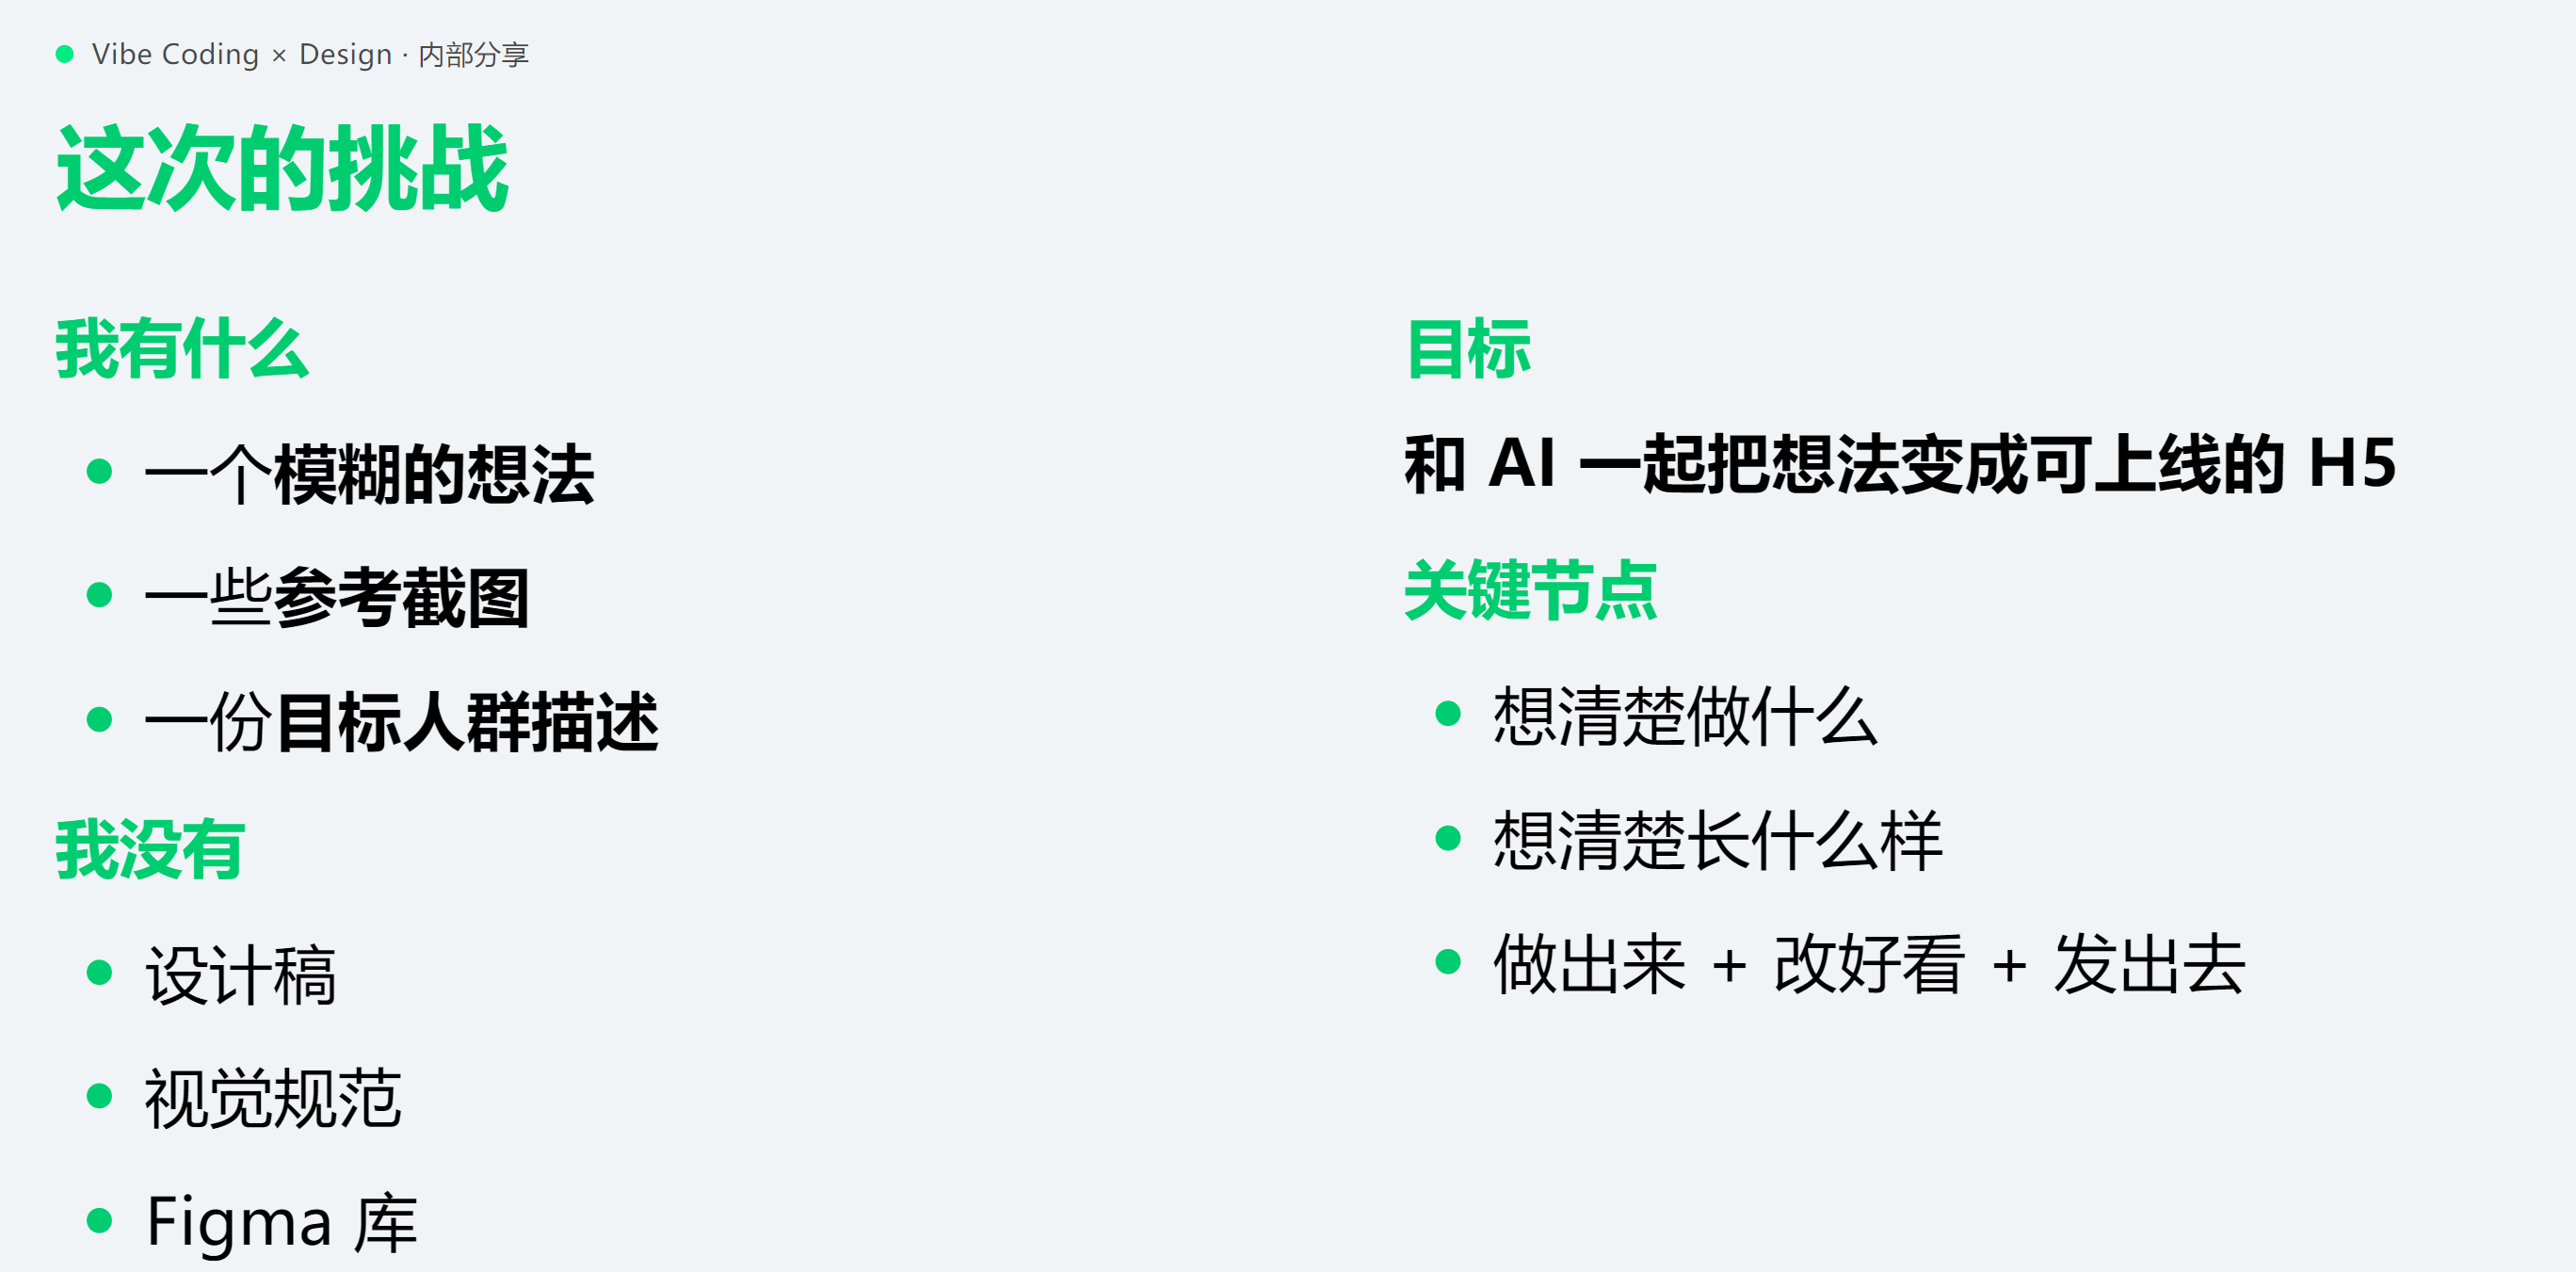 Vibe Coding × Design · 内部分享
这次的挑战
我有什么
一个模糊的想法
一些参考截图
一份目标人群描述
我没有
设计稿
视觉规范
Figma 库
目标
和 AI 一起把想法变成可上线的 H5
关键节点
想清楚做什么
想清楚长什么样
做出来 + 改好看 + 发出去